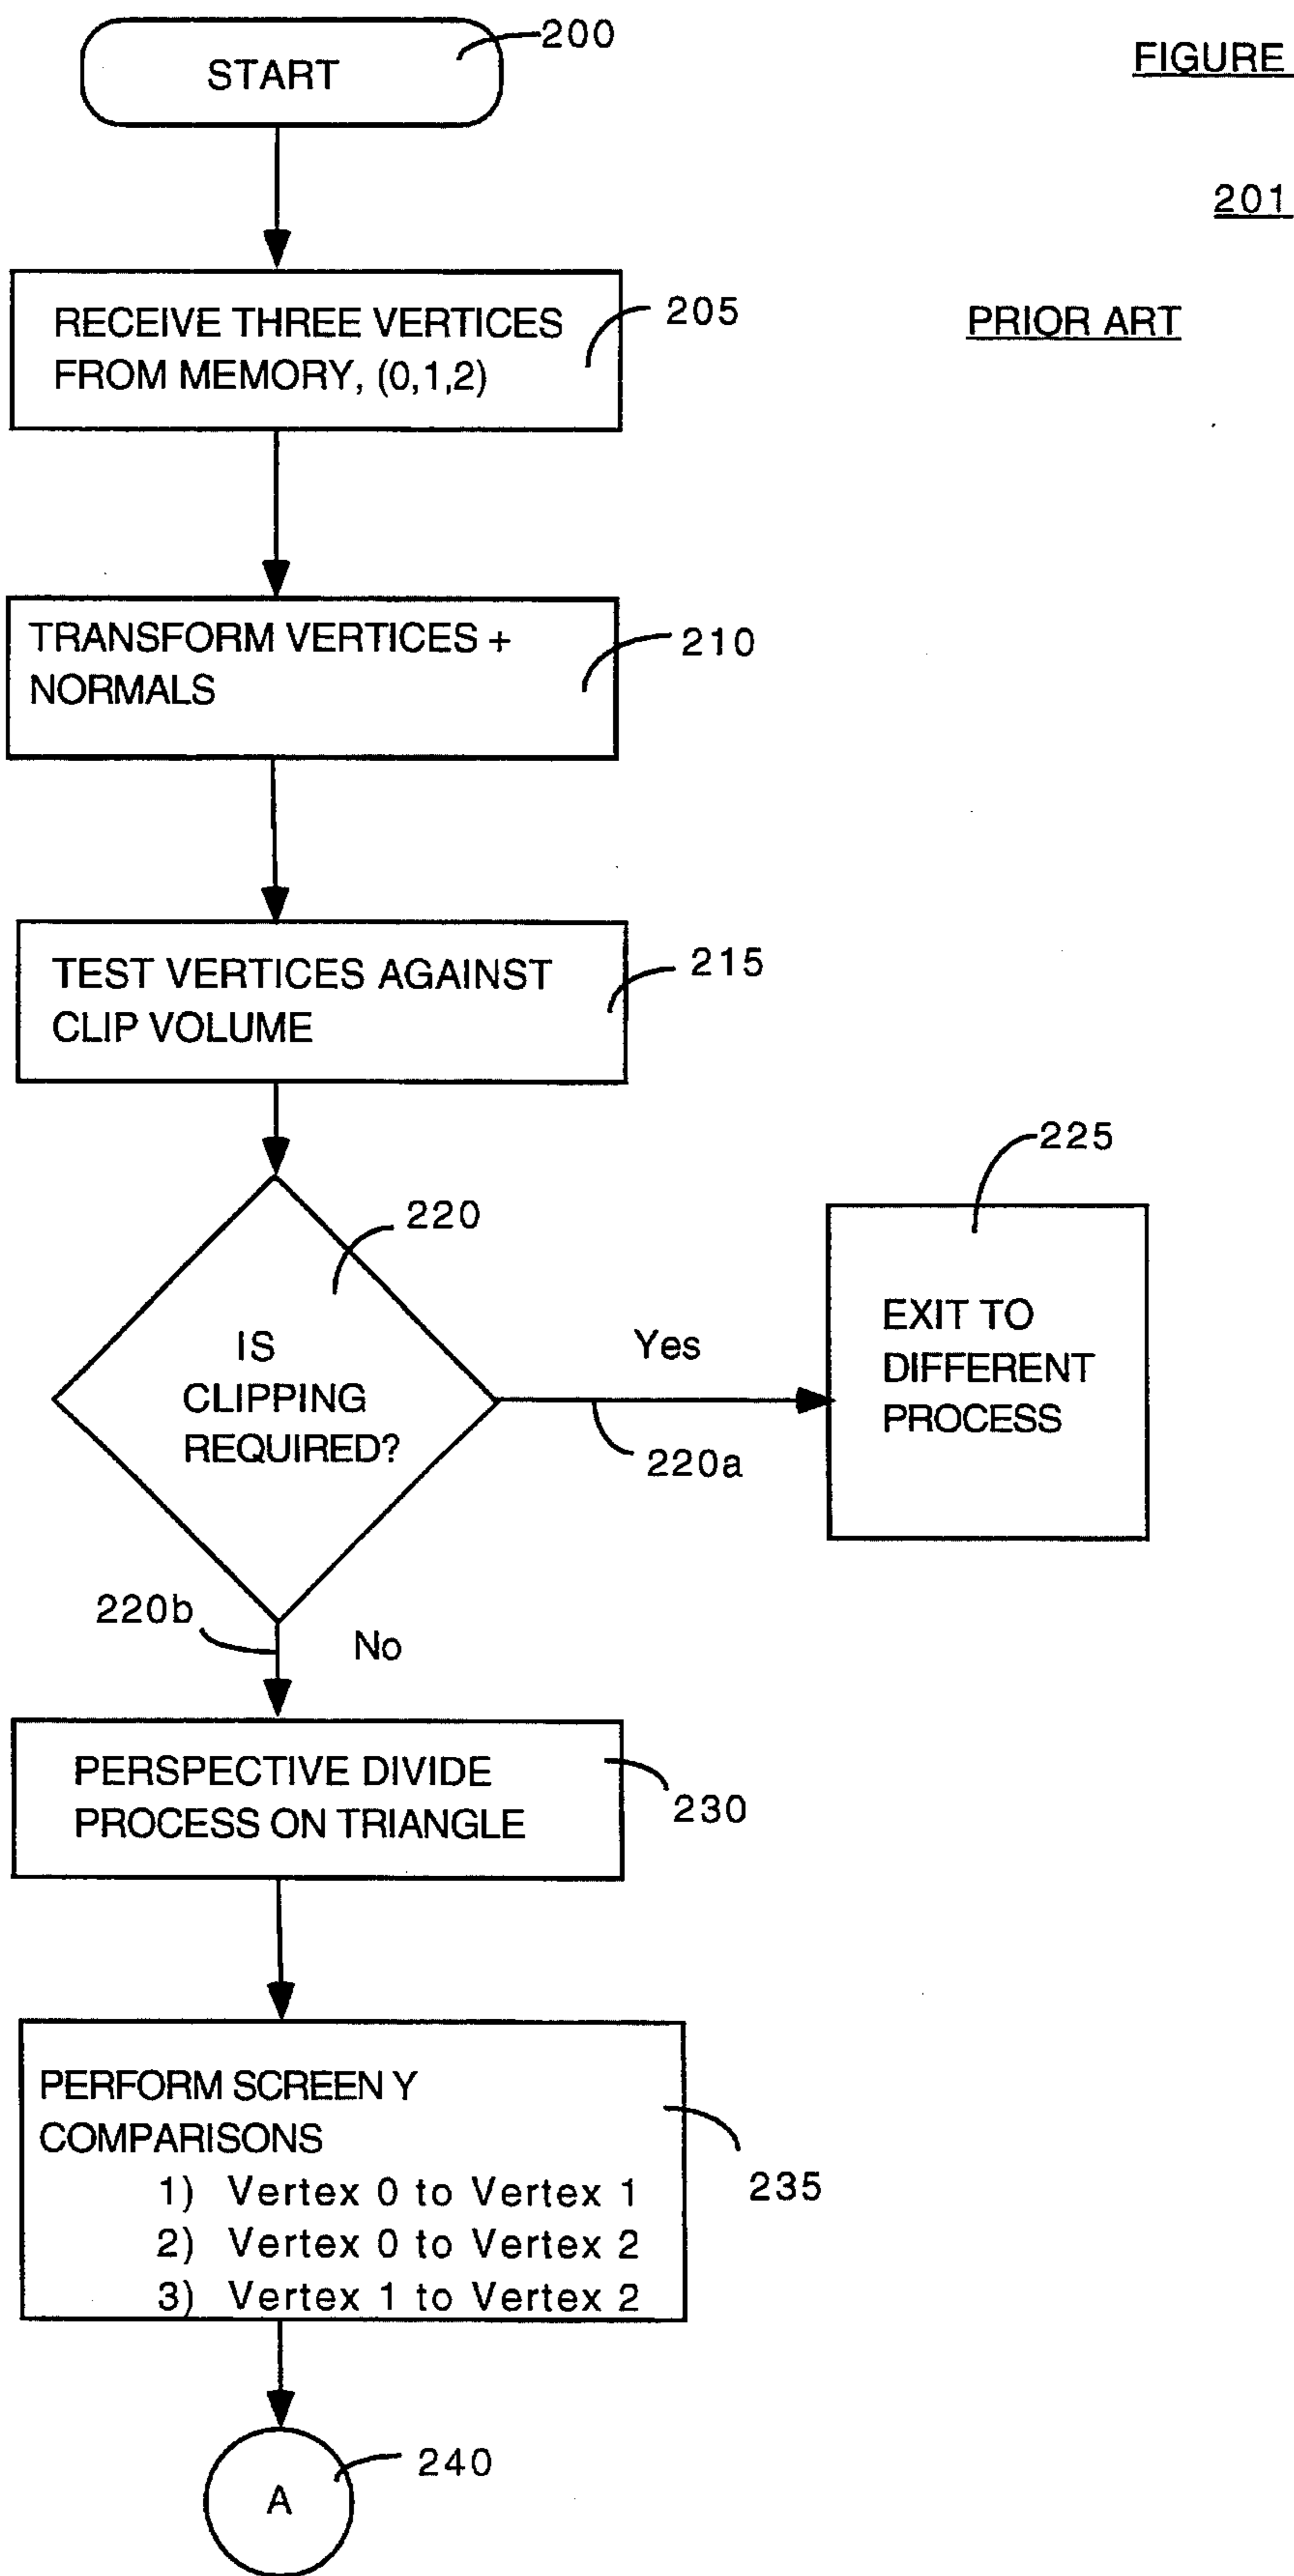 200
START
FIGURE
201
RECEIVE THREE VERTICES
FROM MEMORY, (0,1,2)
205
PRIOR ART
TRANSFORM VERTICES +
NORMALS
210
TEST VERTICES AGAINST
CLIP VOLUME
215
220
225
IS
CLIPPING
REQUIRED?
Yes
220a
EXIT TO
DIFFERENT
PROCESS
220b
No
PERSPECTIVE DIVIDE
PROCESS ON TRIANGLE
230
PERFORM SCREEN Y
COMPARISONS
1) Vertex 0 to Vertex 1
2) Vertex 0 to Vertex 2
3) Vertex 1 to Vertex 2
235
A
240